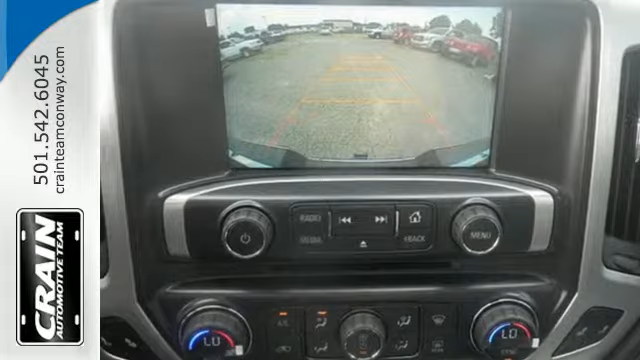 501.542.6045
crainteamconway.com
CRAIN
AUTOMOTIVE TEAM
RADIO
MEDIA
BACK
MENU
LO
LO